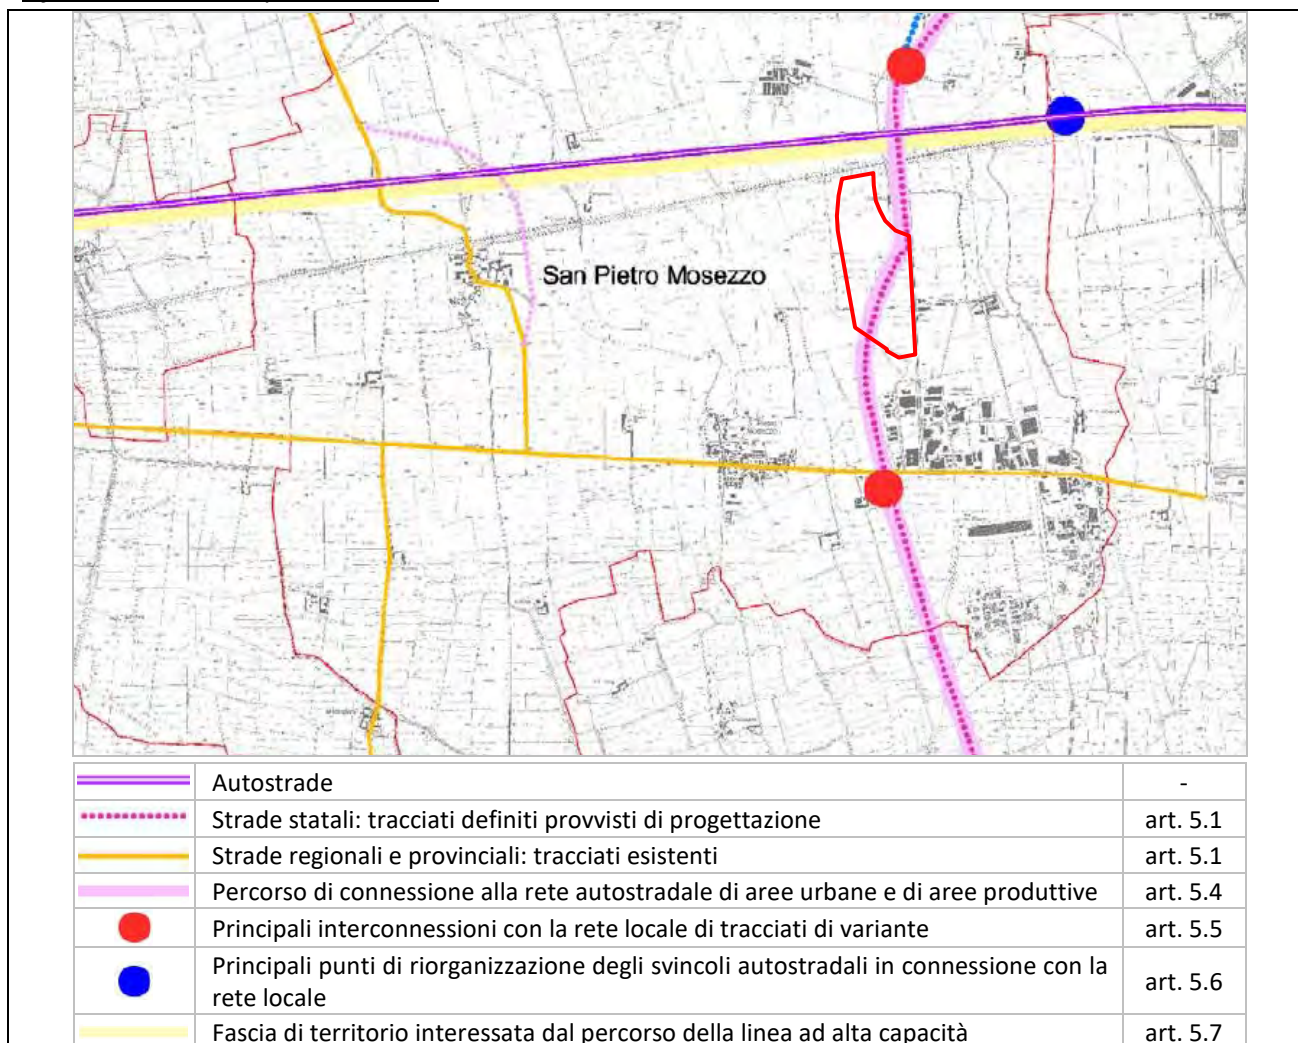 San Pietro Mosezzo
Autostrade -
Strade statali: tracciati definiti provvisti di progettazione art. 5.1
Strade regionali e provinciali: tracciati esistenti art. 5.1
Percorso di connessione alla rete autostradale di aree urbane e di aree produttive art. 5.4
Principali interconnessioni con la rete locale di tracciati di variante art. 5.5
Principali punti di riorganizzazione degli svincoli autostradali in connessione con la
rete locale art. 5.6
Fascia di territorio interessata dal percorso della linea ad alta capacità art. 5.7